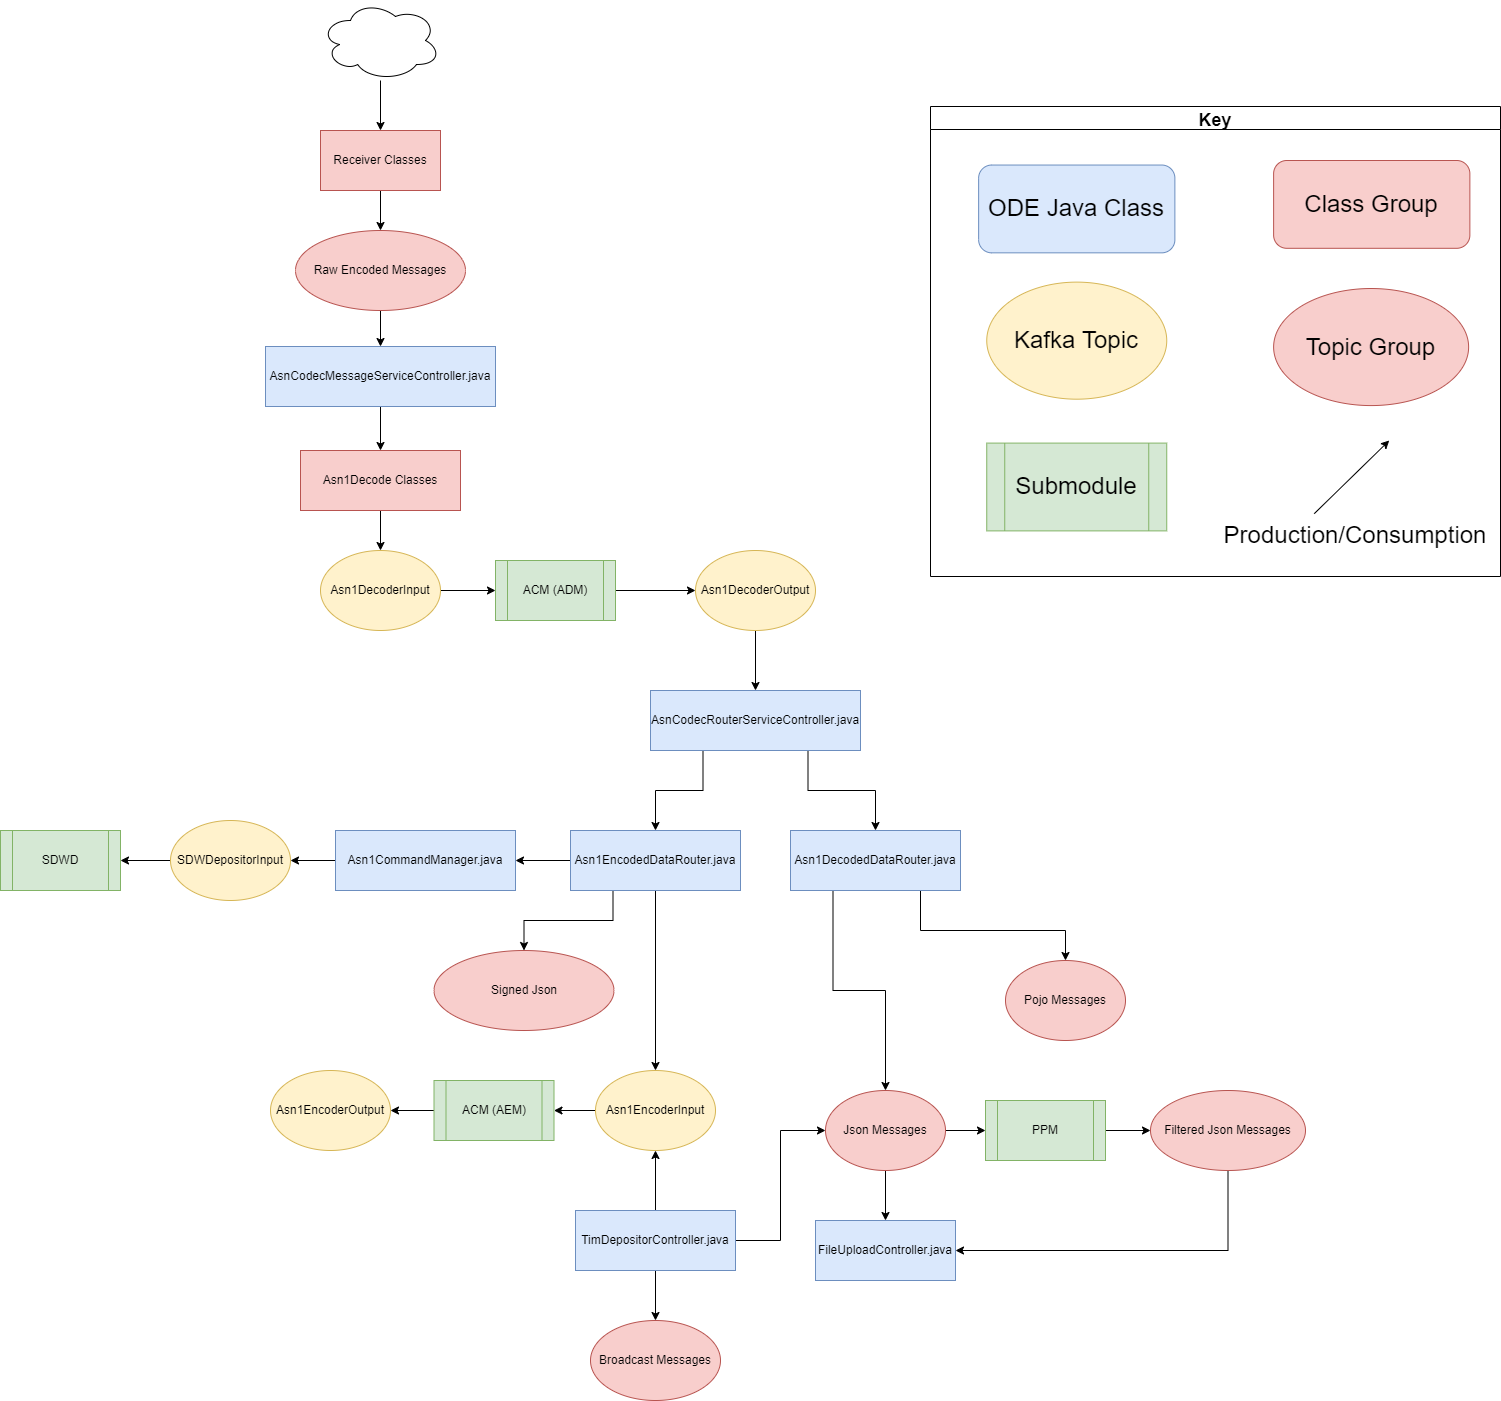 Key
Receiver Classes
ODE Java Class
Class Group
Raw Encoded Messages
Kafka Topic
Topic Group
AsnCodecMessageServiceController.java
Asn1Decode Classes
Submodule
Production/Consumption
Asn1DecoderInput
ACM (ADM)
Asn1DecoderOutput
AsnCodecRouterServiceController.java
SDWD
SDWDepositorInput
Asn1CommandManager.java
Asn1EncodedDataRouter.java
Asn1DecodedDataRouter.java
Signed Json
Pojo Messages
Asn1EncoderOutput
ACM (AEM)
Asn1EncoderInput
Json Messages
PPM
Filtered Json Messages
TimDepositorController.java
FileUploadController.java
Broadcast Messages